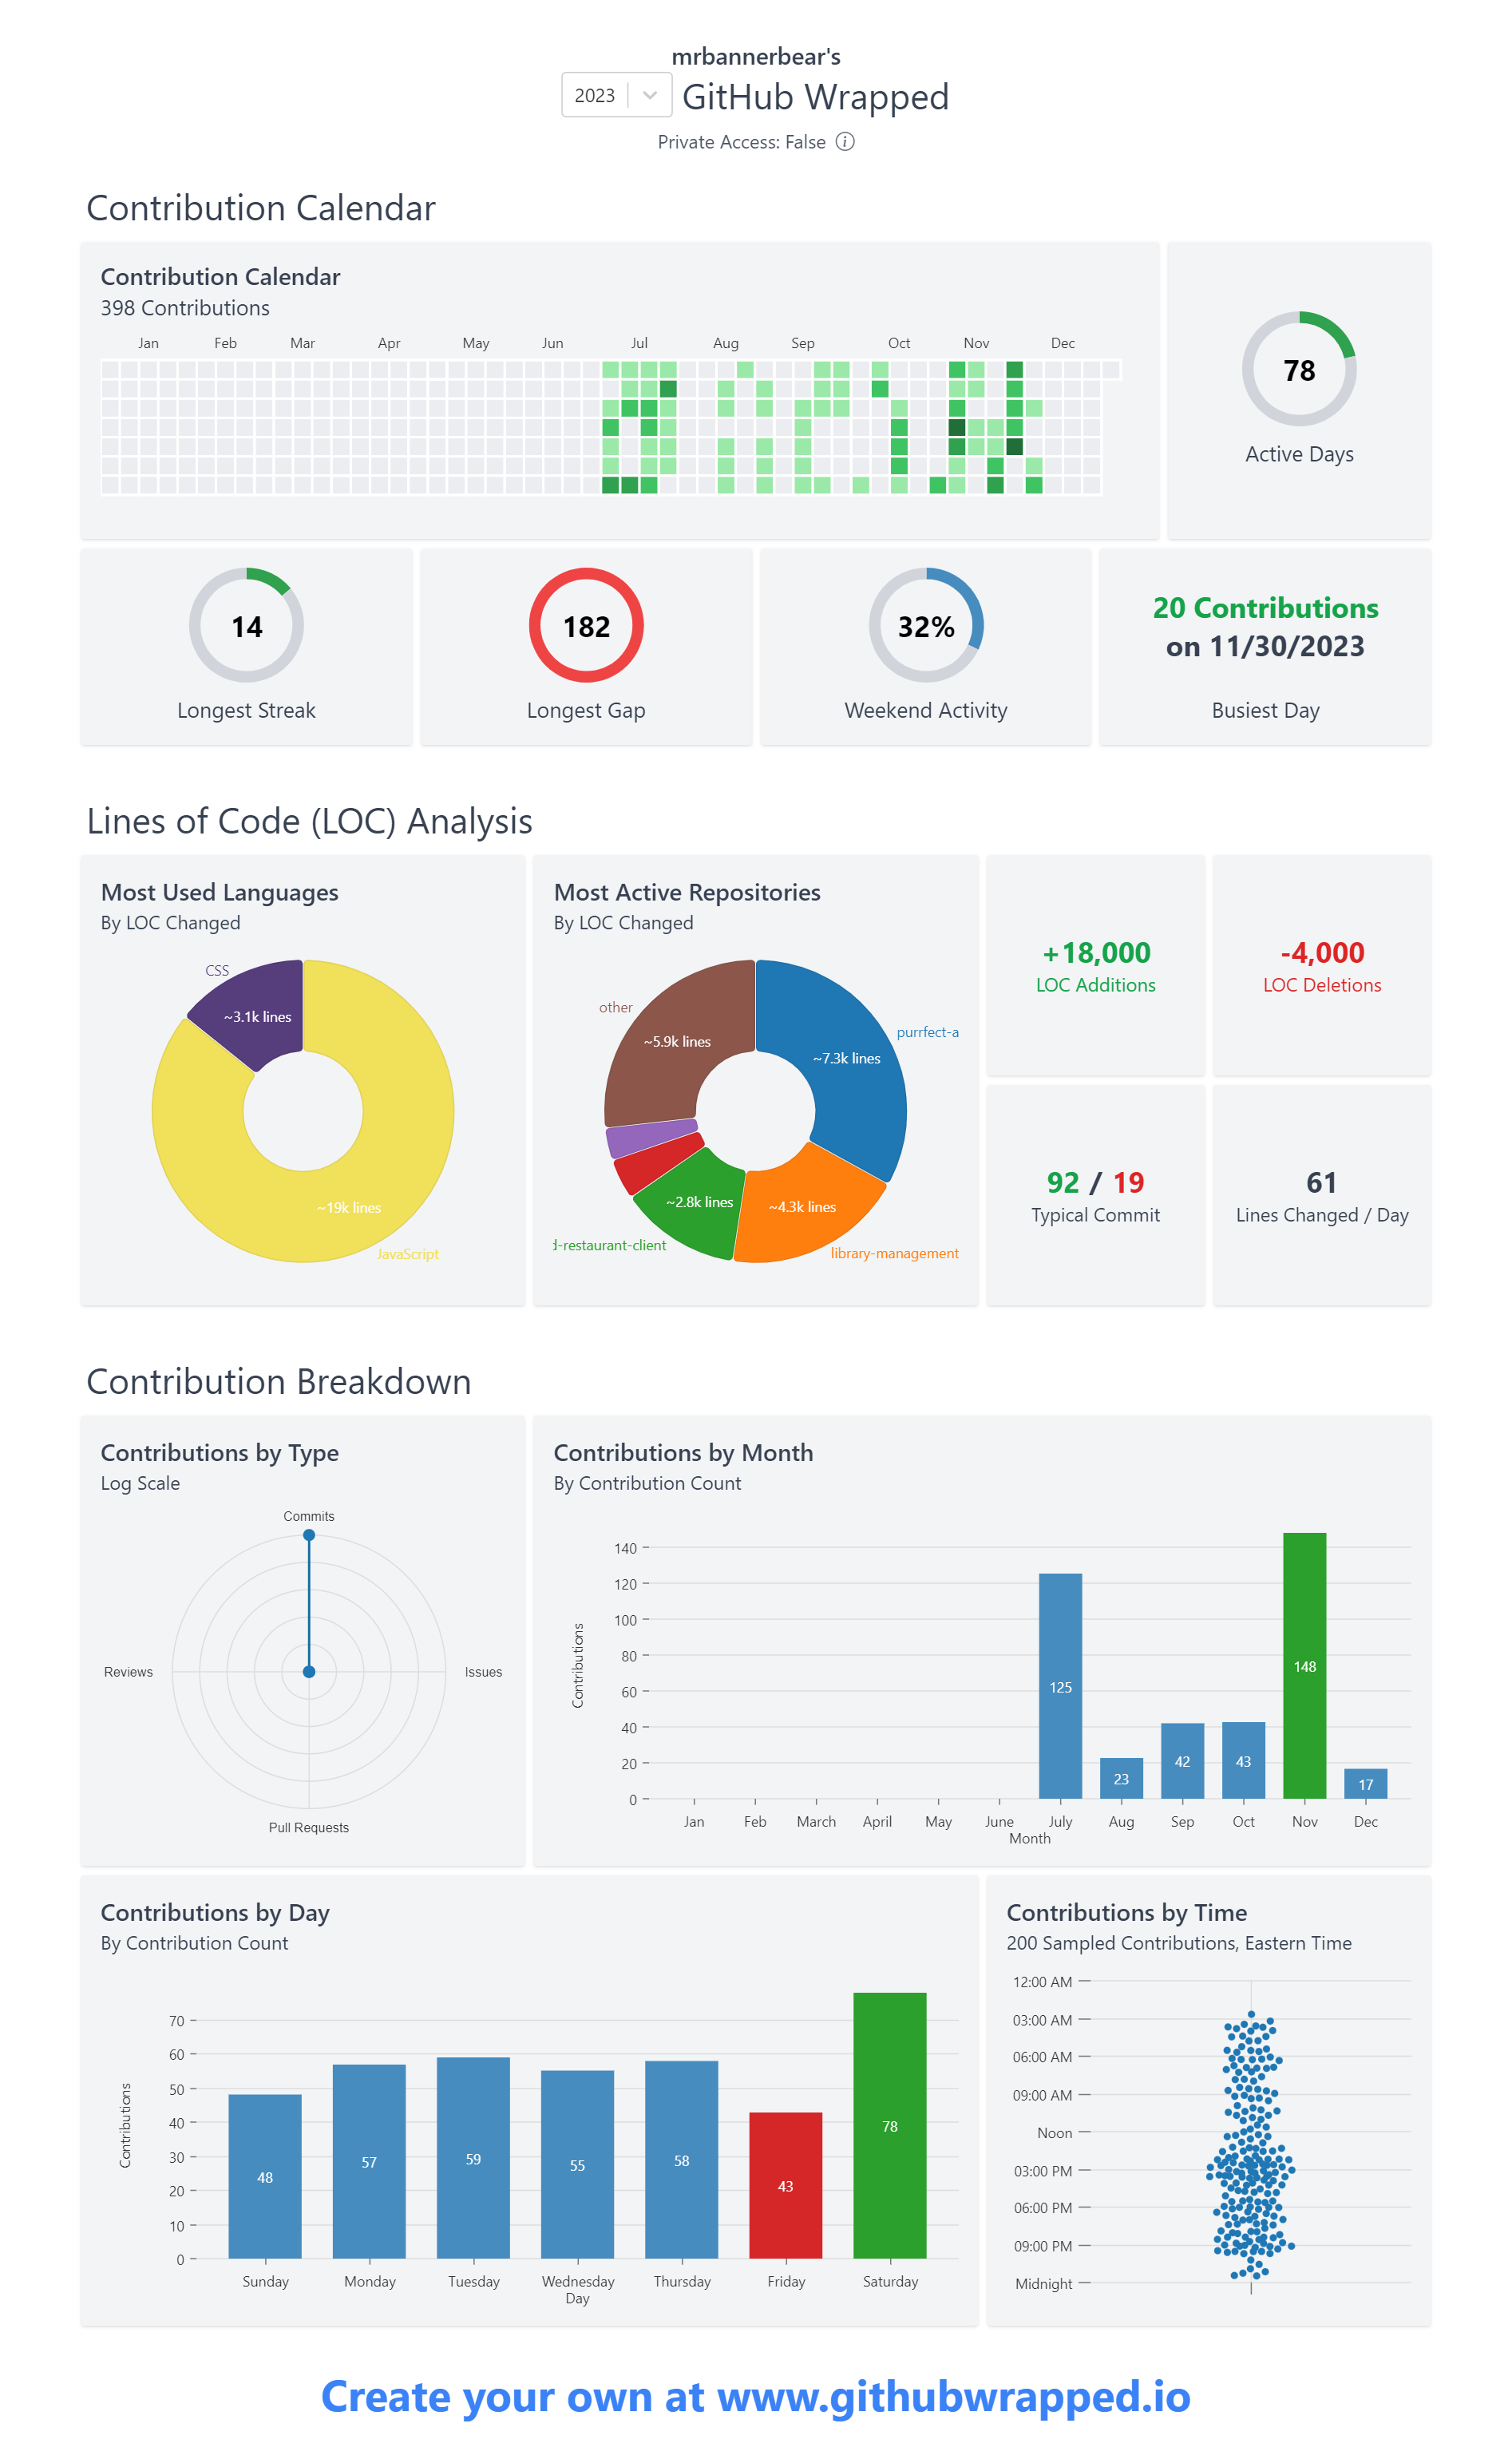 mrbannerbear's
2023
GitHub Wrapped
Private Access: False
Contribution Calendar
Contribution Calendar
398 Contributions
Jan Feb Mar Apr May Jun Jul Aug Sep Oct Nov Dec
78
Active Days
14
Longest Streak
182
Longest Gap
32%
Weekend Activity
20 Contributions
on 11/30/2023
Busiest Day
Lines of Code (LOC) Analysis
Most Used Languages
By LOC Changed
CSS
~3.1k lines
~19k lines
JavaScript
Most Active Repositories
By LOC Changed
other
~5.9k lines
purrfect-a
~7.3k lines
~2.8k lines
~4.3k lines
d-restaurant-client
library-management
+18,000
LOC Additions
-4,000
LOC Deletions
92 / 19
Typical Commit
61
Lines Changed / Day
Contribution Breakdown
Contributions by Type
Log Scale
Commits
Reviews
Issues
Pull Requests
Contributions by Month
By Contribution Count
140
120
100
80
60
40
20
0
Contributions
125
23
42
43
148
17
Jan Feb March April May June July Aug Sep Oct Nov Dec
Month
Contributions by Day
By Contribution Count
70
60
50
40
30
20
10
0
Contributions
48
57
59
55
58
43
78
Sunday Monday Tuesday Wednesday Thursday Friday Saturday
Day
Contributions by Time
200 Sampled Contributions, Eastern Time
12:00 AM
03:00 AM
06:00 AM
09:00 AM
Noon
03:00 PM
06:00 PM
09:00 PM
Midnight
Create your own at www.githubwrapped.io